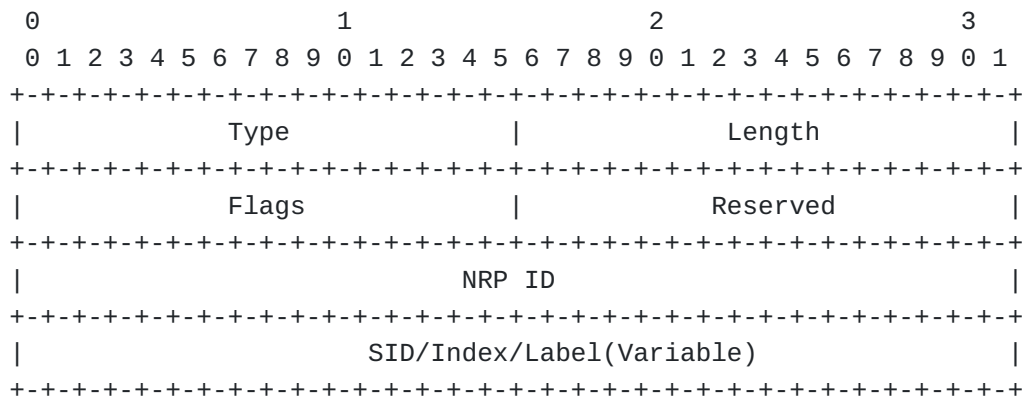 0                   1                   2                   3
 0 1 2 3 4 5 6 7 8 9 0 1 2 3 4 5 6 7 8 9 0 1 2 3 4 5 6 7 8 9 0 1
+-+-+-+-+-+-+-+-+-+-+-+-+-+-+-+-+-+-+-+-+-+-+-+-+-+-+-+-+-+-+-+-+
|             Type              |             Length            |
+-+-+-+-+-+-+-+-+-+-+-+-+-+-+-+-+-+-+-+-+-+-+-+-+-+-+-+-+-+-+-+-+
|             Flags             |            Reserved           |
+-+-+-+-+-+-+-+-+-+-+-+-+-+-+-+-+-+-+-+-+-+-+-+-+-+-+-+-+-+-+-+-+
|                            NRP ID                             |
+-+-+-+-+-+-+-+-+-+-+-+-+-+-+-+-+-+-+-+-+-+-+-+-+-+-+-+-+-+-+-+-+
|                      SID/Index/Label(Variable)                |
+-+-+-+-+-+-+-+-+-+-+-+-+-+-+-+-+-+-+-+-+-+-+-+-+-+-+-+-+-+-+-+-+